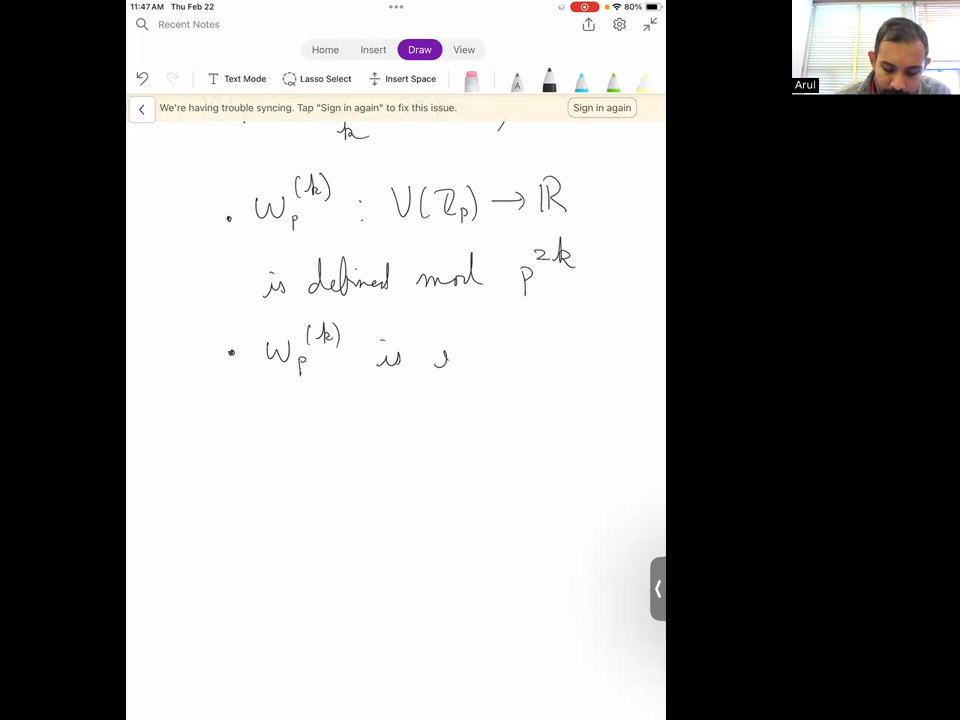 11:47AM Thu Feb 22
80%
Recent Notes
Home Insert Draw View
Text Mode Lasso Select Insert Space
We're having trouble syncing. Tap "Sign in again" to fix this issue. Sign in again
Arul
k ,
• w_p^{(k)} : V(ℤ_p) → ℝ
is defined mod p^{2k}
• w_p^{(k)} is